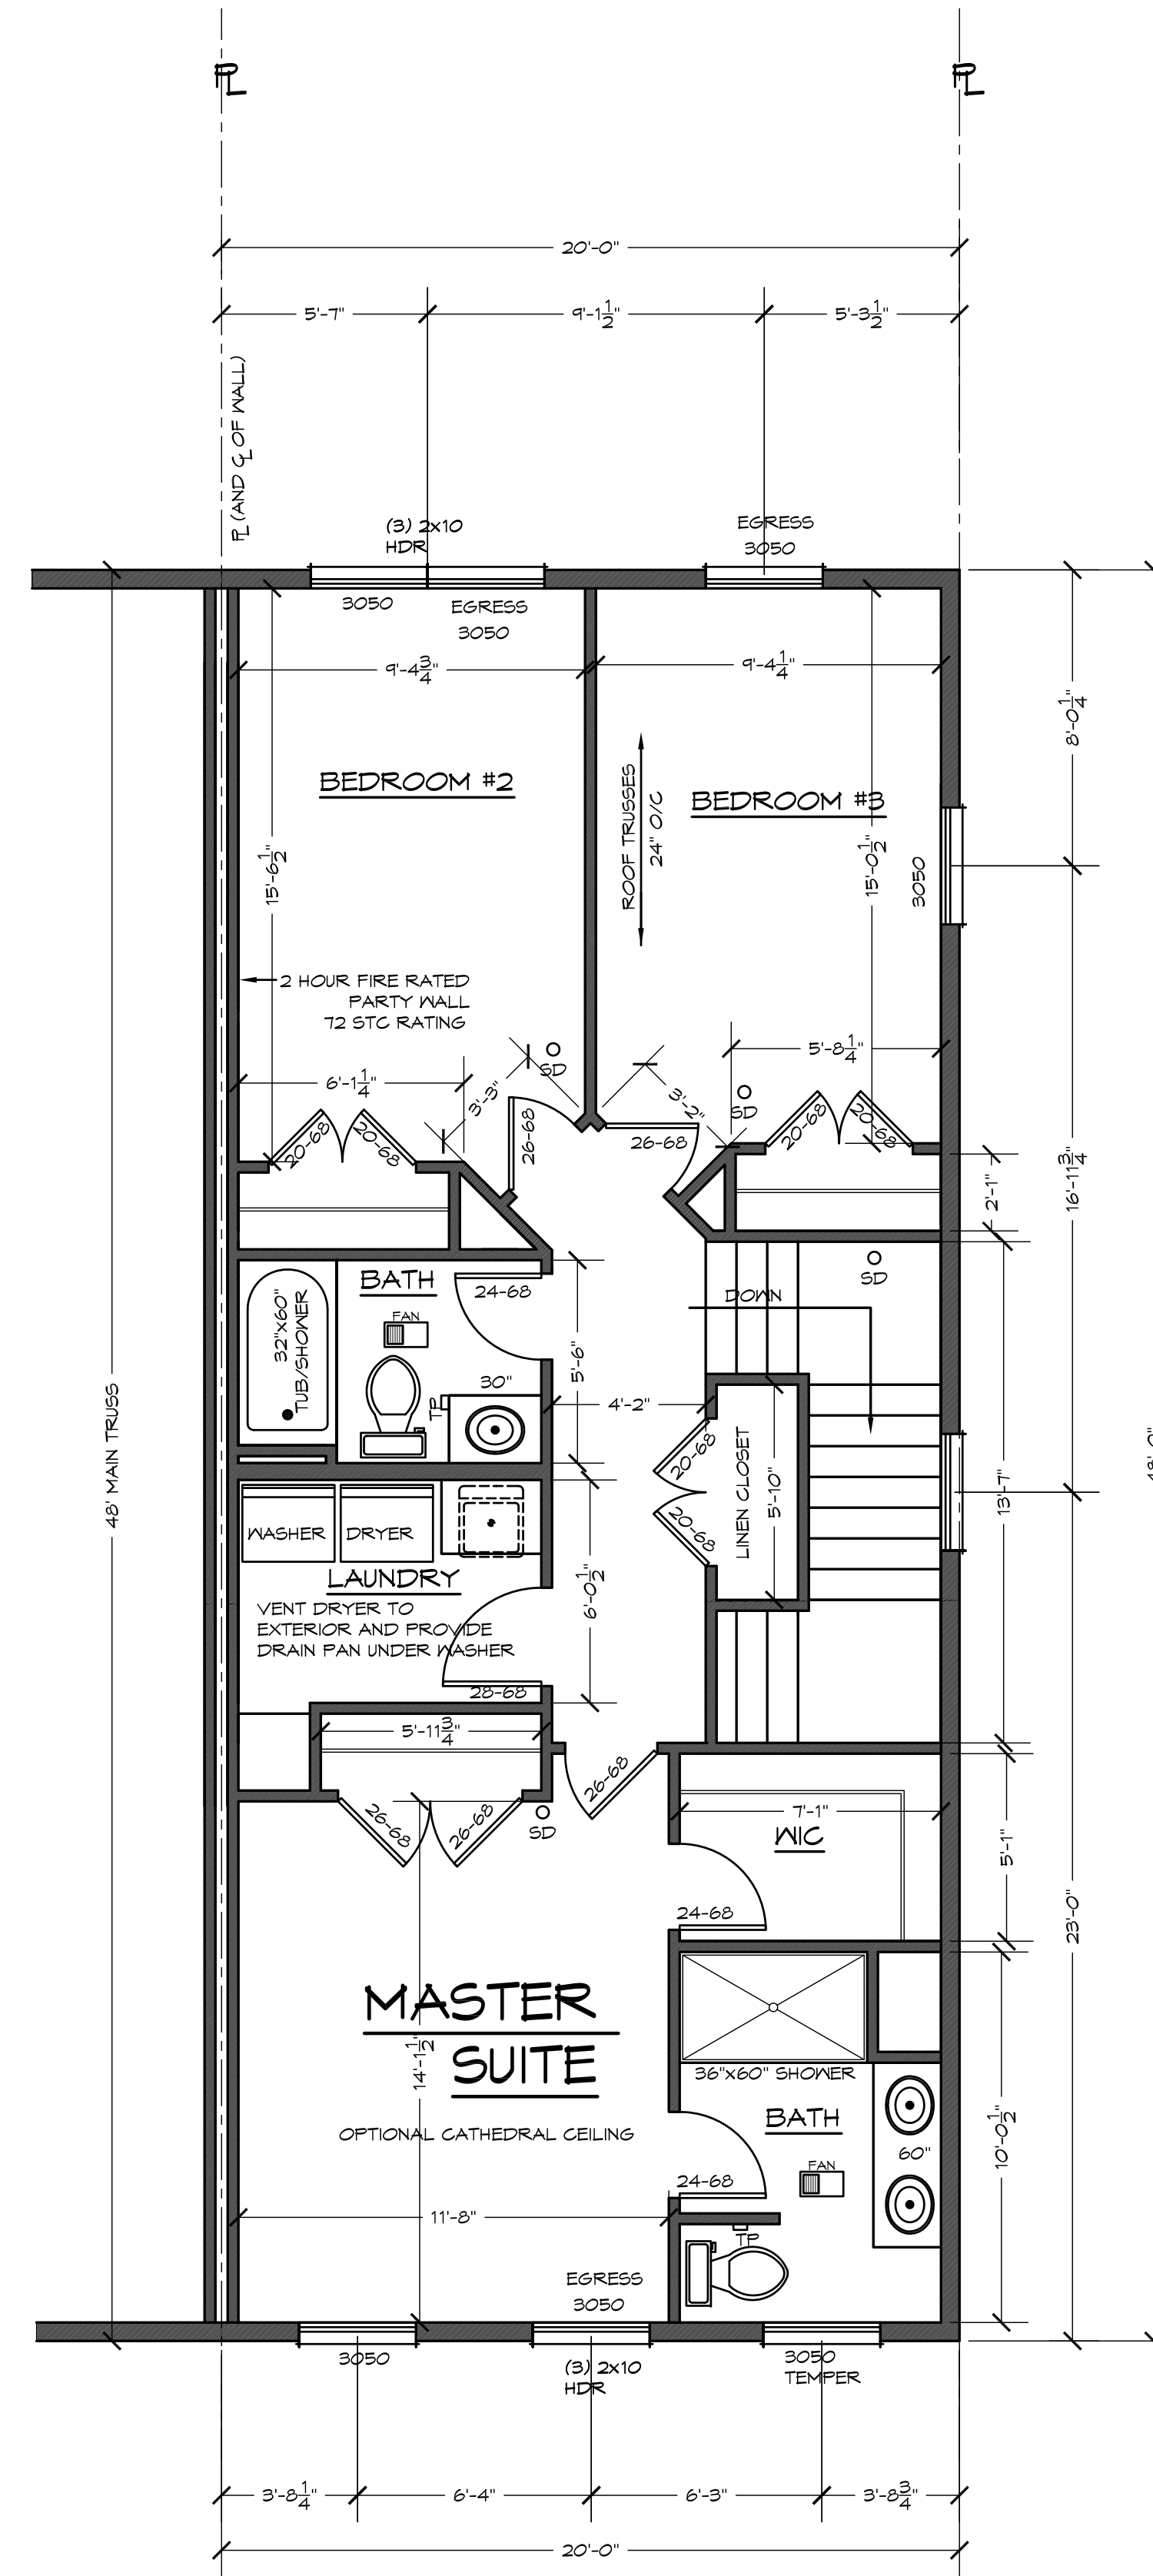 PL
PL
20'-0"
5'-7"
9'-1 1/2"
5'-3 1/2"
PL (AND CL OF WALL)
(3) 2x10
HDR
EGRESS
3050
3050
EGRESS
3050
9'-4 3/4"
9'-4 1/4"
8'-0 1/4"
BEDROOM #2
BEDROOM #3
ROOF TRUSSES
24" O/C
15'-6 1/2"
15'-0 1/2"
3050
2 HOUR FIRE RATED
PARTY WALL
72 STC RATING
SD
5'-8 1/4"
6'-1 1/4"
3'-3"
3'-2"
SD
20-68
20-68
26-68
26-68
20-68
20-68
2'-1"
16'-11 3/4"
BATH
24-68
FAN
32"x60"
TUB/SHOWER
30"
TP
5'-6"
4'-2"
DOWN
SD
48' MAIN TRUSS
20-68
20-68
LINEN CLOSET
5'-10"
13'-7"
48'-0"
WASHER
DRYER
LAUNDRY
VENT DRYER TO
EXTERIOR AND PROVIDE
DRAIN PAN UNDER WASHER
28-68
6'-0 1/2"
5'-11 3/4"
26-68
26-68
26-68
SD
7'-1"
WIC
5'-1"
24-68
23'-0"
MASTER
SUITE
14'-1 1/2"
OPTIONAL CATHEDRAL CEILING
36"x60" SHOWER
BATH
60"
10'-0 1/2"
FAN
24-68
11'-8"
TP
EGRESS
3050
3050
(3) 2x10
HDR
3050
TEMPER
3'-8 1/4"
6'-4"
6'-3"
3'-8 3/4"
20'-0"